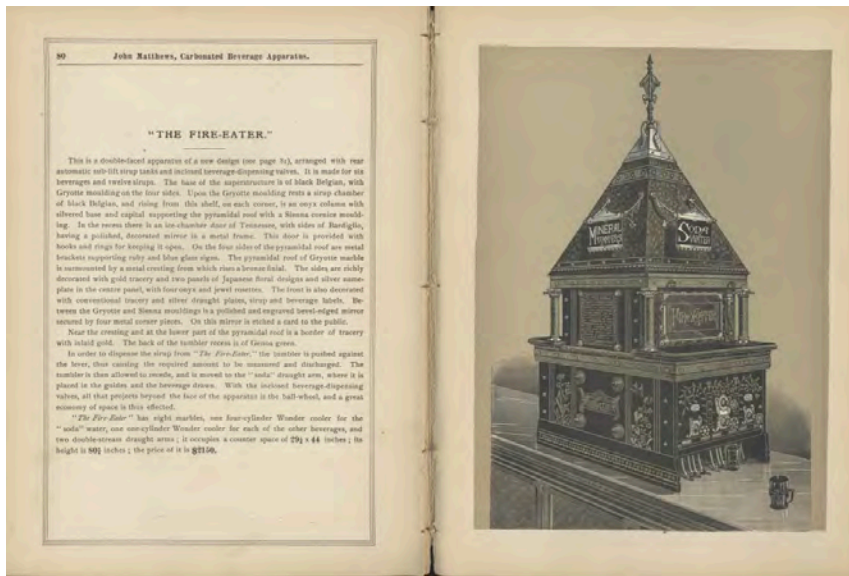 90 John Matthews, Carbonated Beverage Apparatus.
"THE FIRE-EATER."
This is a double-faced apparatus of a new design (see page 81), arranged with rear
automatic sub-lift sirup tanks and inclosed beverage-dispensing valves. It is made for six
beverages and twelve sirups. The base of the superstructure is of black Belgian, with
Gryotte moulding on the four sides. Upon the Gryotte moulding rests a sirup chamber
of black Belgian, and rising from this shelf, on each corner, is an onyx column with
silvered base and capital supporting the pyramidal roof with a Sienna cornice mould-
ing. In the recess there is an ice-chamber door of Tennessee, with sides of Bardiglio,
having a polished, decorated mirror in a metal frame. This door is provided with
hooks and rings for keeping it open. On the four sides of the pyramidal roof are metal
brackets supporting ruby and blue glass signs. The pyramidal roof of Gryotte marble
is surmounted by a metal cresting from which rises a bronze finial. The sides are richly
decorated with gold tracery and two panels of Japanese floral designs and silver name-
plate in the centre panel, with four onyx and jewel rosettes. The front is also decorated
with conventional tracery and silver draught plates, sirup and beverage labels. Be-
tween the Gryotte and Sienna mouldings is a polished and engraved bevel-edged mirror
secured by four metal corner pieces. On this mirror is etched a card to the public.
Near the cresting and at the lower part of the pyramidal roof is a border of tracery
with inlaid gold. The back of the tumbler recess is of Genoa green.
In order to dispense the sirup from "The Fire-Eater," the tumbler is pushed against
the lever, thus causing the required amount to be measured and discharged. The
tumbler is then allowed to recede, and is moved to the "soda" draught arm, where it is
placed in the guides and the beverage drawn. With the inclosed beverage-dispensing
valves, all that projects beyond the face of the apparatus is the ball-wheel, and a great
economy of space is thus effected.
"The Fire-Eater" has eight marbles, one four-cylinder Wonder cooler for the
"soda" water, one one-cylinder Wonder cooler for each of the other beverages, and
two double-stream draught arms; it occupies a counter space of 29½ x 44 inches; its
height is 80½ inches; the price of it is $2150.
MINERAL
SODA
WATER